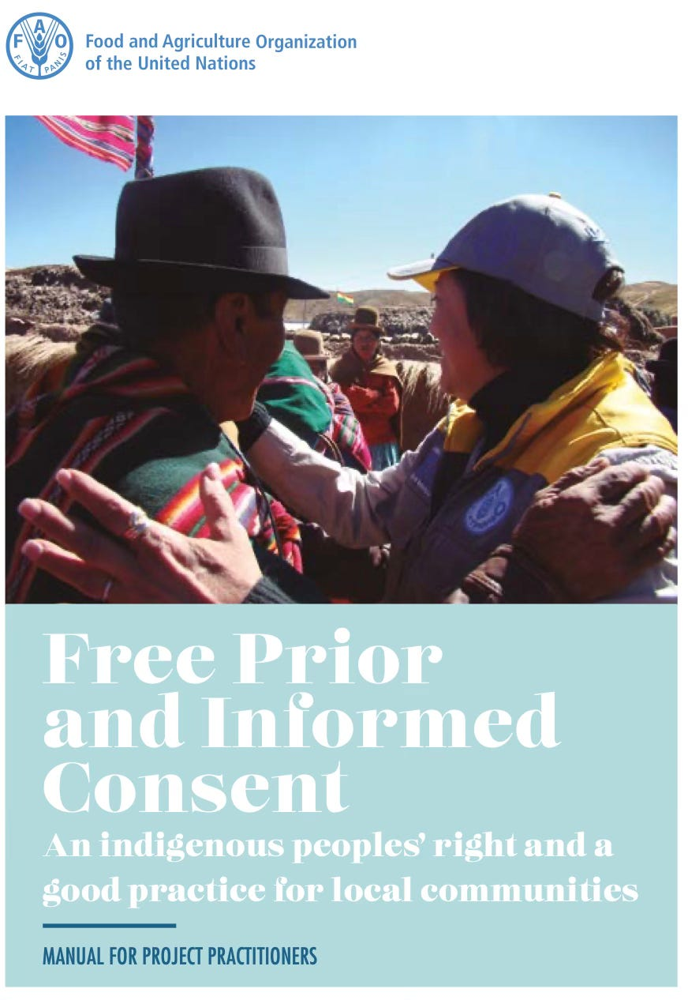 F A O
FIAT PANIS
Food and Agriculture Organization
of the United Nations
Free Prior
and Informed
Consent
An indigenous peoples’ right and a
good practice for local communities
MANUAL FOR PROJECT PRACTITIONERS